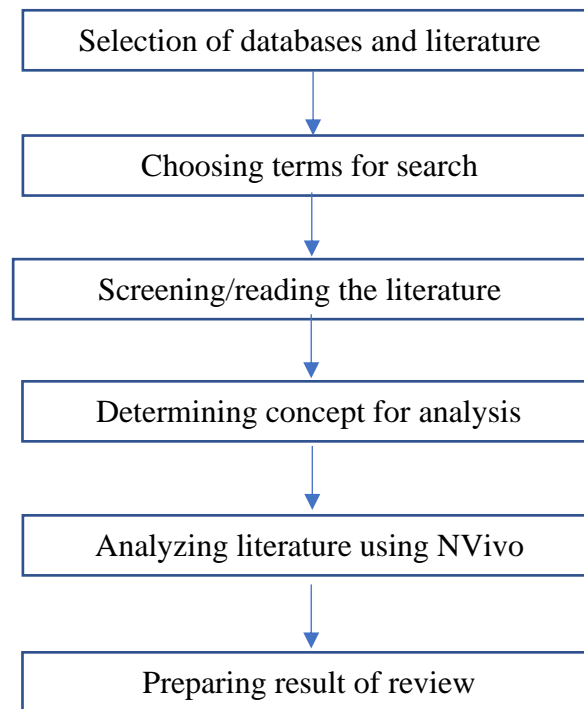 Selection of databases and literature
Choosing terms for search
Screening/reading the literature
Determining concept for analysis
Analyzing literature using NVivo
Preparing result of review